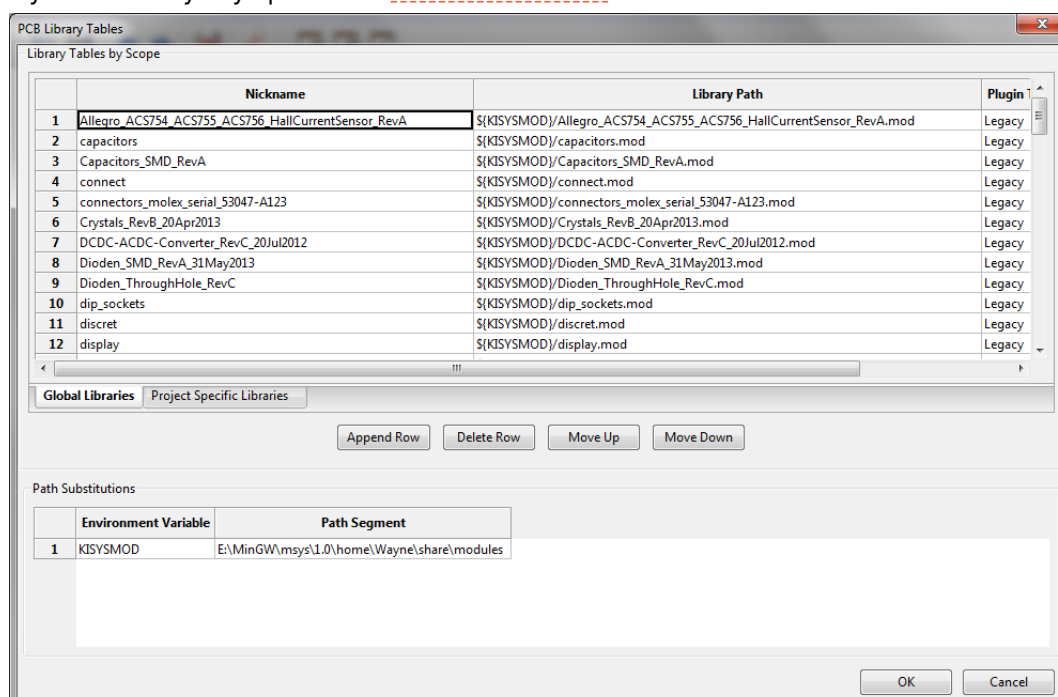 PCB Library Tables
Library Tables by Scope
Nickname Library Path Plugin
1 Allegro_ACS754_ACS755_ACS756_HallCurrentSensor_RevA ${KISYSMOD}/Allegro_ACS754_ACS755_ACS756_HallCurrentSensor_RevA.mod Legacy
2 capacitors ${KISYSMOD}/capacitors.mod Legacy
3 Capacitors_SMD_RevA ${KISYSMOD}/Capacitors_SMD_RevA.mod Legacy
4 connect ${KISYSMOD}/connect.mod Legacy
5 connectors_molex_serial_53047-A123 ${KISYSMOD}/connectors_molex_serial_53047-A123.mod Legacy
6 Crystals_RevB_20Apr2013 ${KISYSMOD}/Crystals_RevB_20Apr2013.mod Legacy
7 DCDC-ACDC-Converter_RevC_20Jul2012 ${KISYSMOD}/DCDC-ACDC-Converter_RevC_20Jul2012.mod Legacy
8 Dioden_SMD_RevA_31May2013 ${KISYSMOD}/Dioden_SMD_RevA_31May2013.mod Legacy
9 Dioden_ThroughHole_RevC ${KISYSMOD}/Dioden_ThroughHole_RevC.mod Legacy
10 dip_sockets ${KISYSMOD}/dip_sockets.mod Legacy
11 discret ${KISYSMOD}/discret.mod Legacy
12 display ${KISYSMOD}/display.mod Legacy
Global Libraries Project Specific Libraries
Append Row Delete Row Move Up Move Down
Path Substitutions
Environment Variable Path Segment
1 KISYSMOD E:\MinGW\msys\1.0\home\Wayne\share\modules
OK Cancel